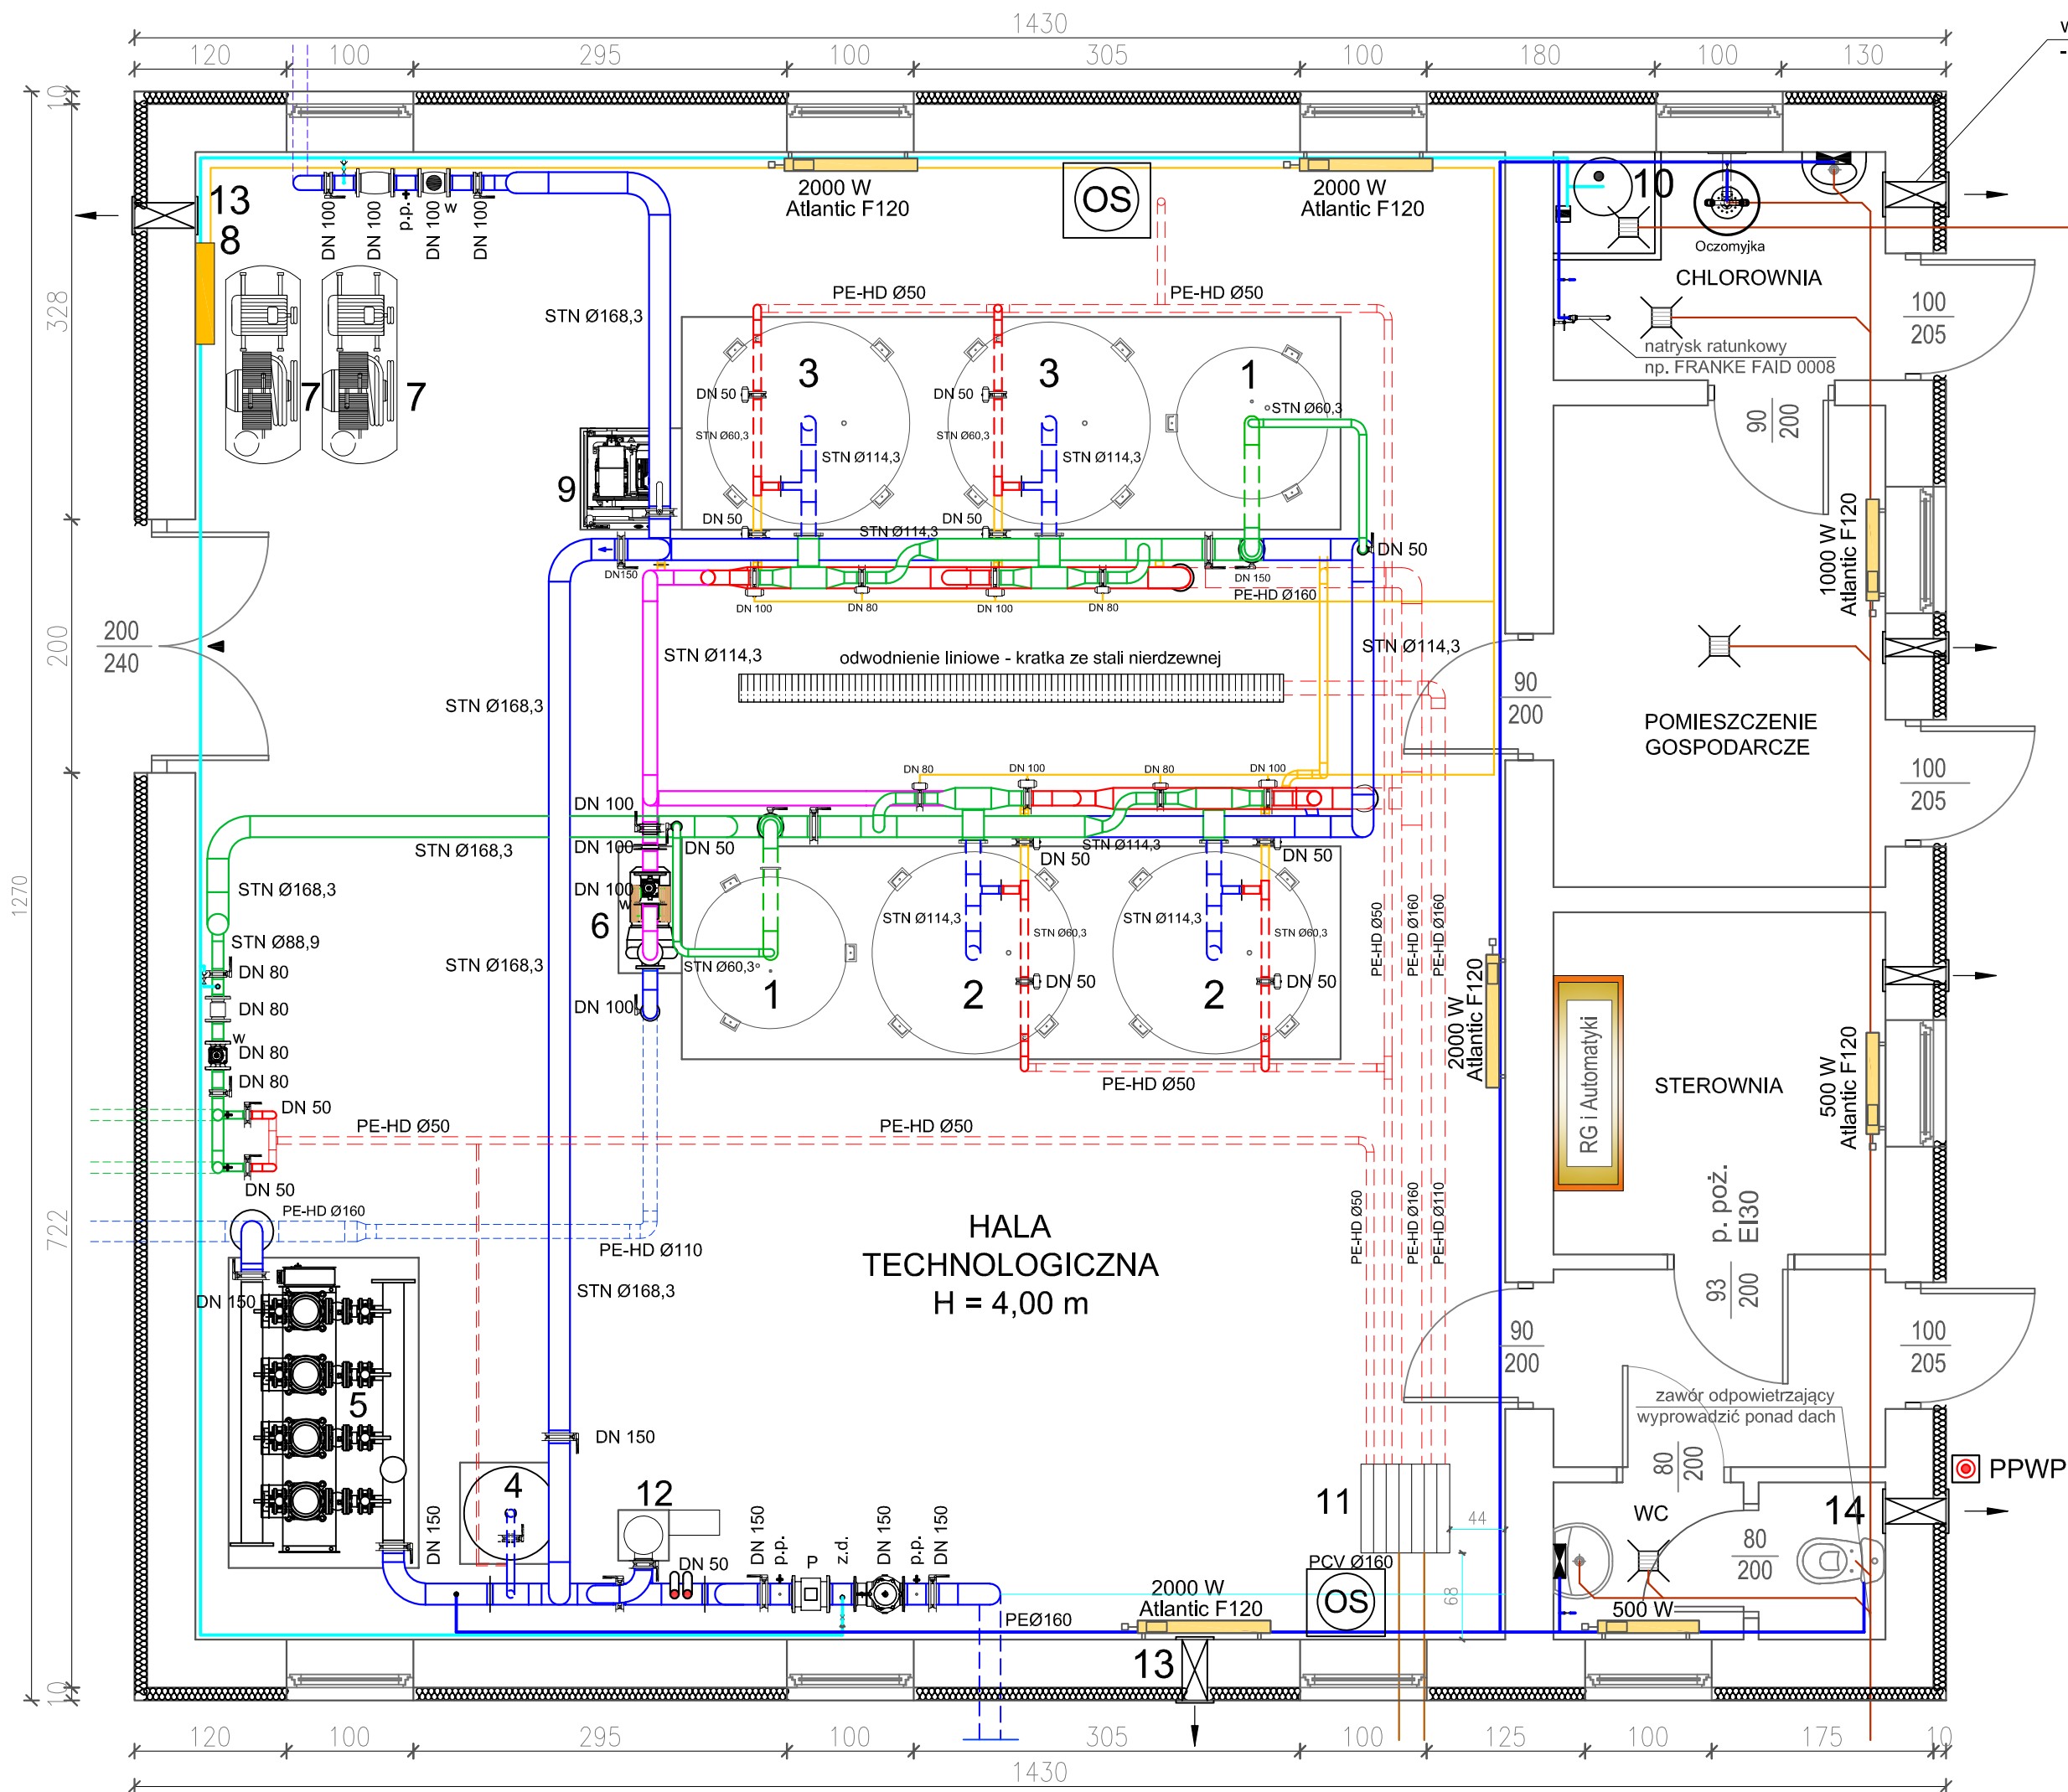 1430
120 100 295 100 305 100 180 100 130
10
328
200
722
10
1270
w
-
13
8
DN 100
DN 100
p.p.
DN 100
w
DN 100
2000 W
Atlantic F120
OS
2000 W
Atlantic F120
10
Oczomyjka
CHLOROWNIA
natrysk ratunkowy
np. FRANKE FAID 0008
100
205
90
200
7
7
STN Ø168,3
PE-HD Ø50
PE-HD Ø50
3
3
1
DN 50
DN 50
STN Ø60,3
STN Ø60,3
STN Ø60,3
STN Ø114,3
STN Ø114,3
9
DN 50
DN 50
STN Ø114,3
DN 50
DN150
DN 150
PE-HD Ø160
DN 100
DN 80
DN 100
DN 80
1000 W
Atlantic F120
200
240
STN Ø114,3
odwodnienie liniowe - kratka ze stali nierdzewnej
STN Ø114,3
STN Ø168,3
90
200
POMIESZCZENIE
GOSPODARCZE
100
205
DN 80
DN 100
DN 80
DN 100
DN 100
DN 100
DN 50
STN Ø114,3
DN 50
DN 50
STN Ø168,3
STN Ø168,3
DN 100
w
6
STN Ø114,3
STN Ø114,3
STN Ø60,3
STN Ø60,3
STN Ø88,9
STN Ø168,3
STN Ø60,3
DN 80
DN 100
1
2
DN 50
2
DN 50
PE-HD Ø50
PE-HD Ø160
PE-HD Ø160
DN 80
w
DN 80
DN 80
DN 50
DN 50
PE-HD Ø50
PE-HD Ø50
PE-HD Ø50
2000 W
Atlantic F120
RG i Automatyki
STEROWNIA
500 W
Atlantic F120
p. poż.
EI30
93
200
PE-HD Ø160
PE-HD Ø110
HALA
TECHNOLOGICZNA
H = 4,00 m
PE-HD Ø50
PE-HD Ø160
PE-HD Ø110
DN 150
STN Ø168,3
5
90
200
100
205
zawór odpowietrzający
wyprowadzić ponad dach
DN 150
80
200
PPWP
4
12
11
44
WC
14
80
200
DN 150
DN 50
DN 150
p.p.
P
z.d.
DN 150
p.p.
DN 150
PCV Ø160
OS
68
2000 W
Atlantic F120
PEØ160
500 W
13
120 100 295 100 305 100 125 100 175 10
1430